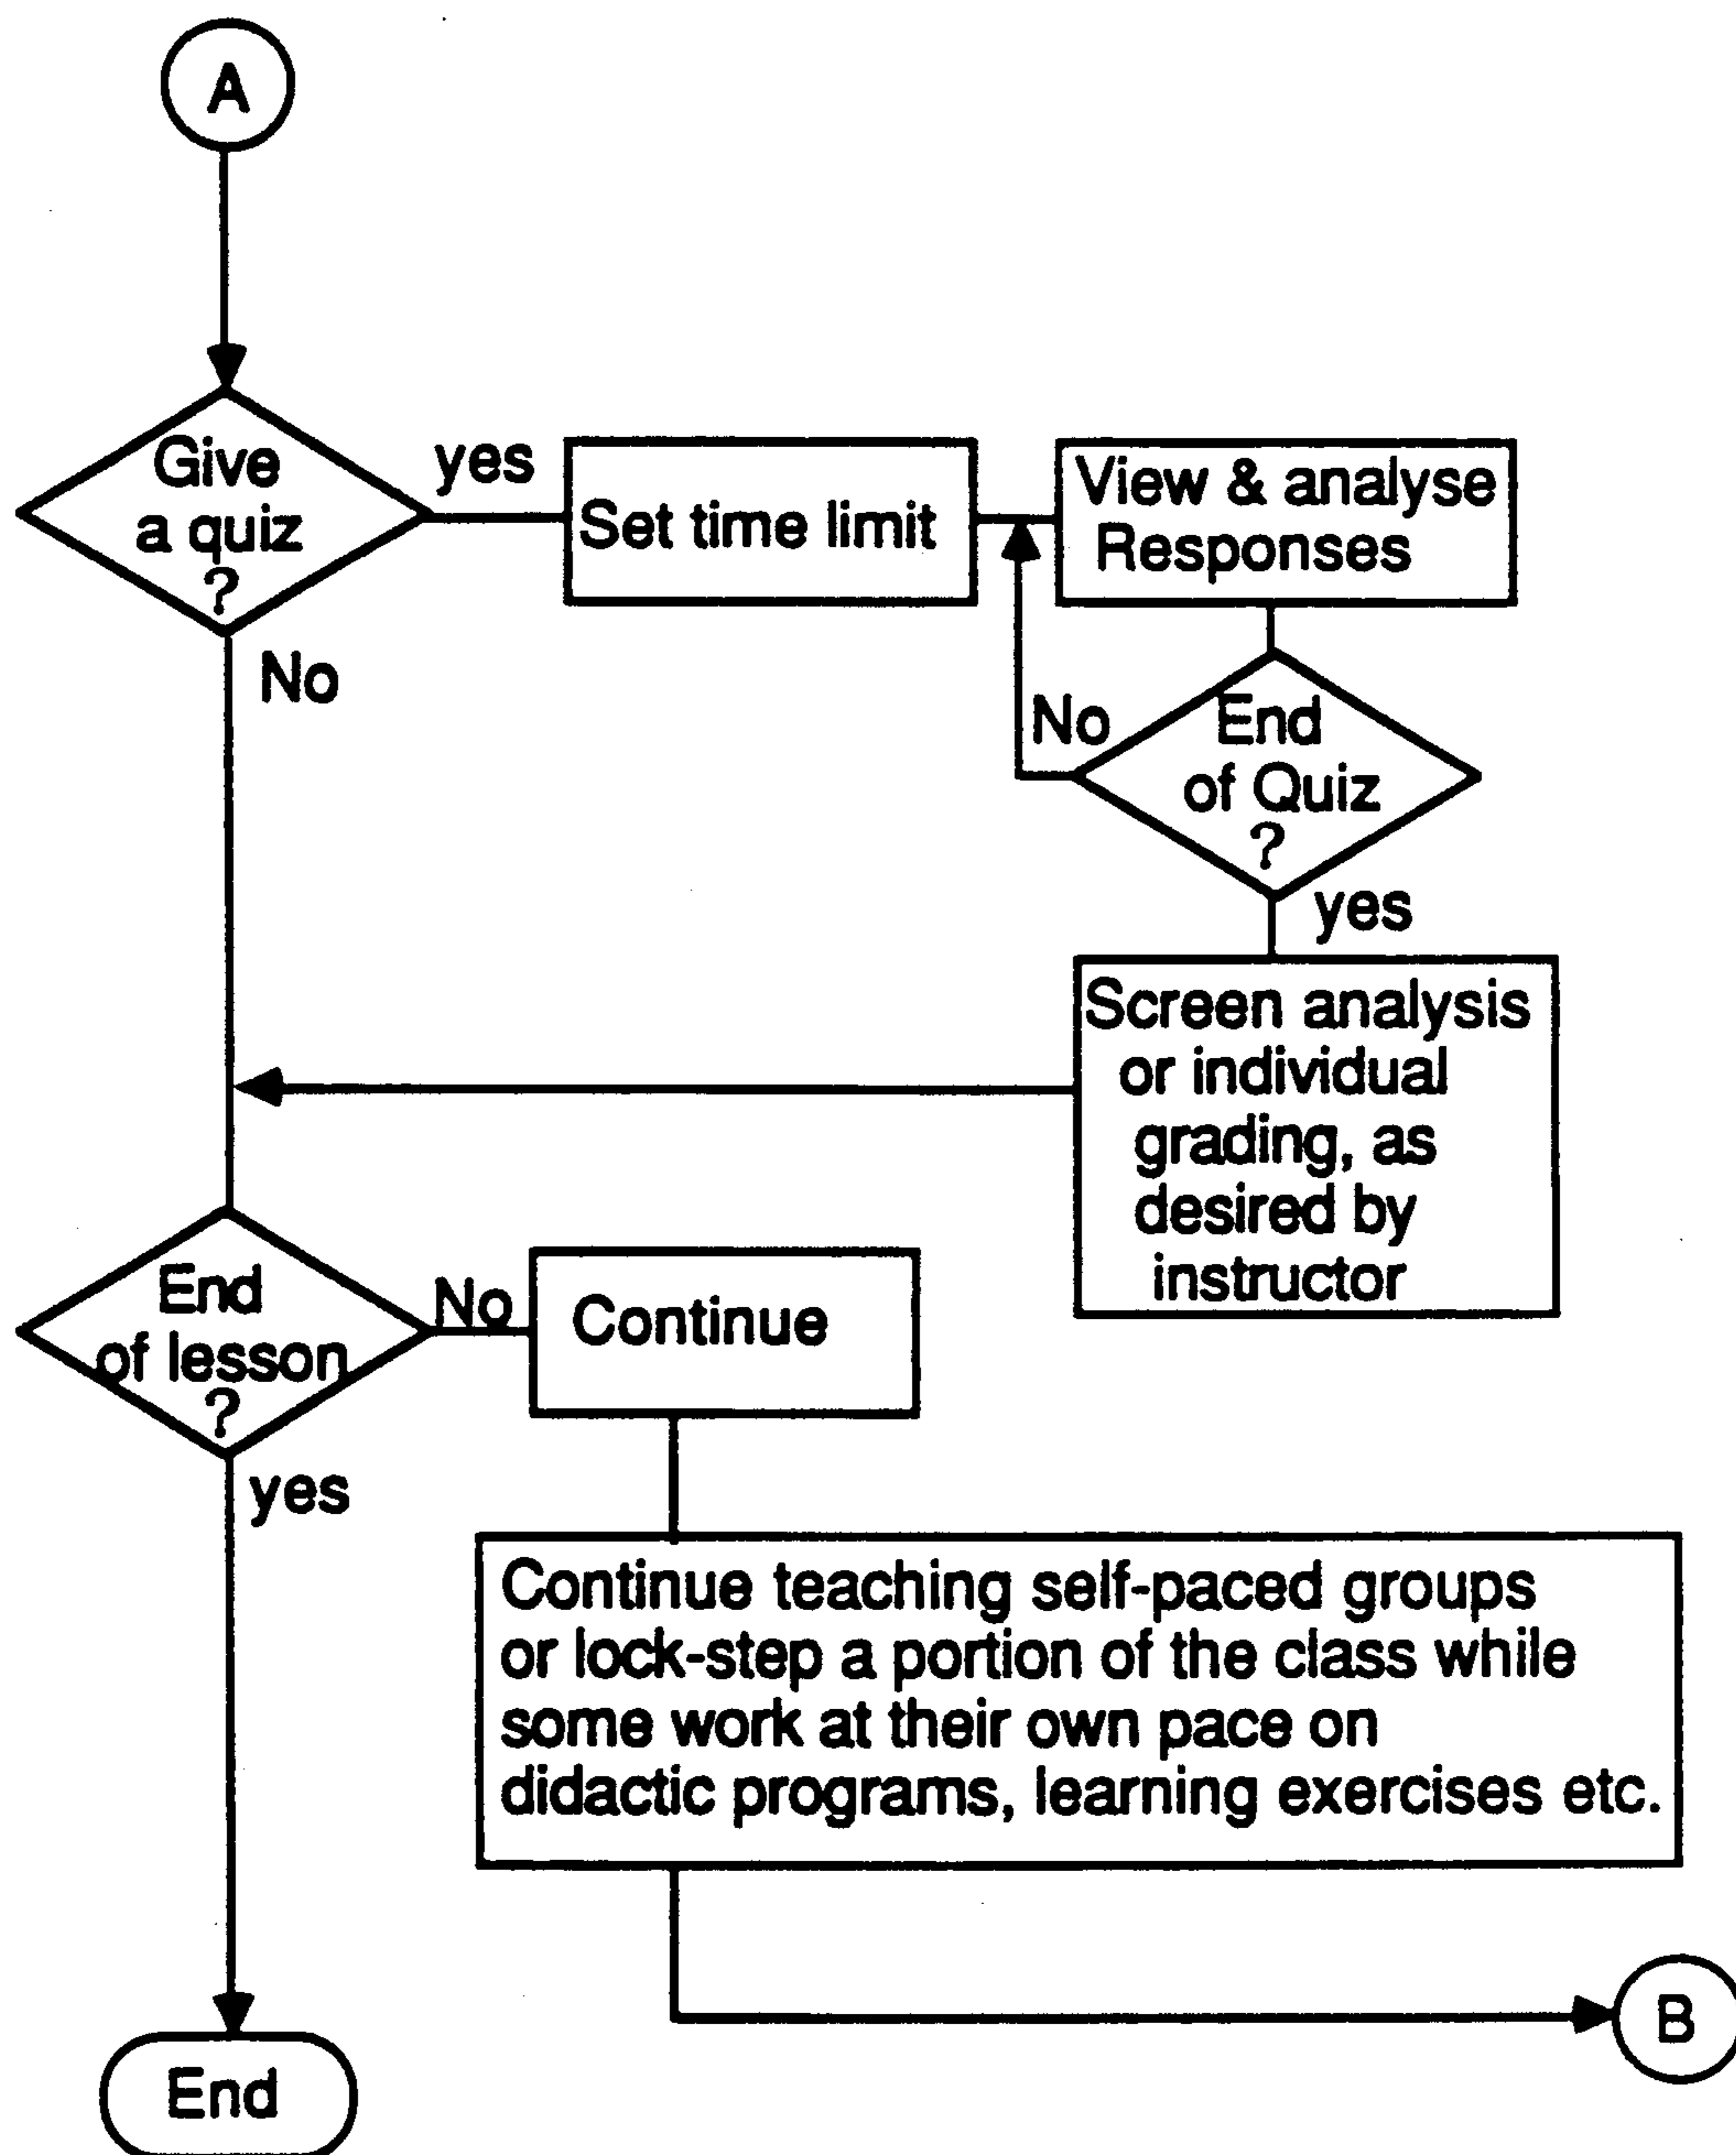 A
Give
a quiz
?
yes
No
Set time limit
View & analyse
Responses
End
of Quiz
?
No
yes
Screen analysis
or individual
grading, as
desired by
instructor
End
of lesson
?
No
yes
Continue
Continue teaching self-paced groups
or lock-step a portion of the class while
some work at their own pace on
didactic programs, learning exercises etc.
B
End